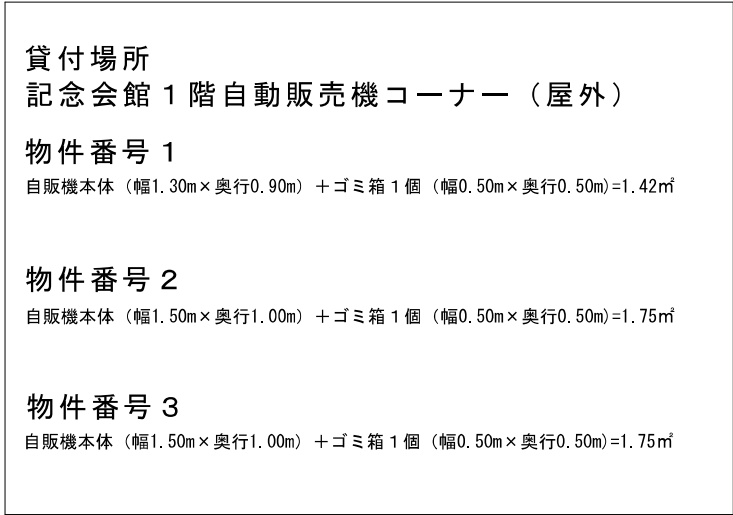 貸付場所
記念会館１階自動販売機コーナー（屋外）
物件番号１
自販機本体（幅1.30m×奥行0.90m）＋ゴミ箱１個（幅0.50m×奥行0.50m)=1.42㎡
物件番号２
自販機本体（幅1.50m×奥行1.00m）＋ゴミ箱１個（幅0.50m×奥行0.50m)=1.75㎡
物件番号３
自販機本体（幅1.50m×奥行1.00m）＋ゴミ箱１個（幅0.50m×奥行0.50m)=1.75㎡